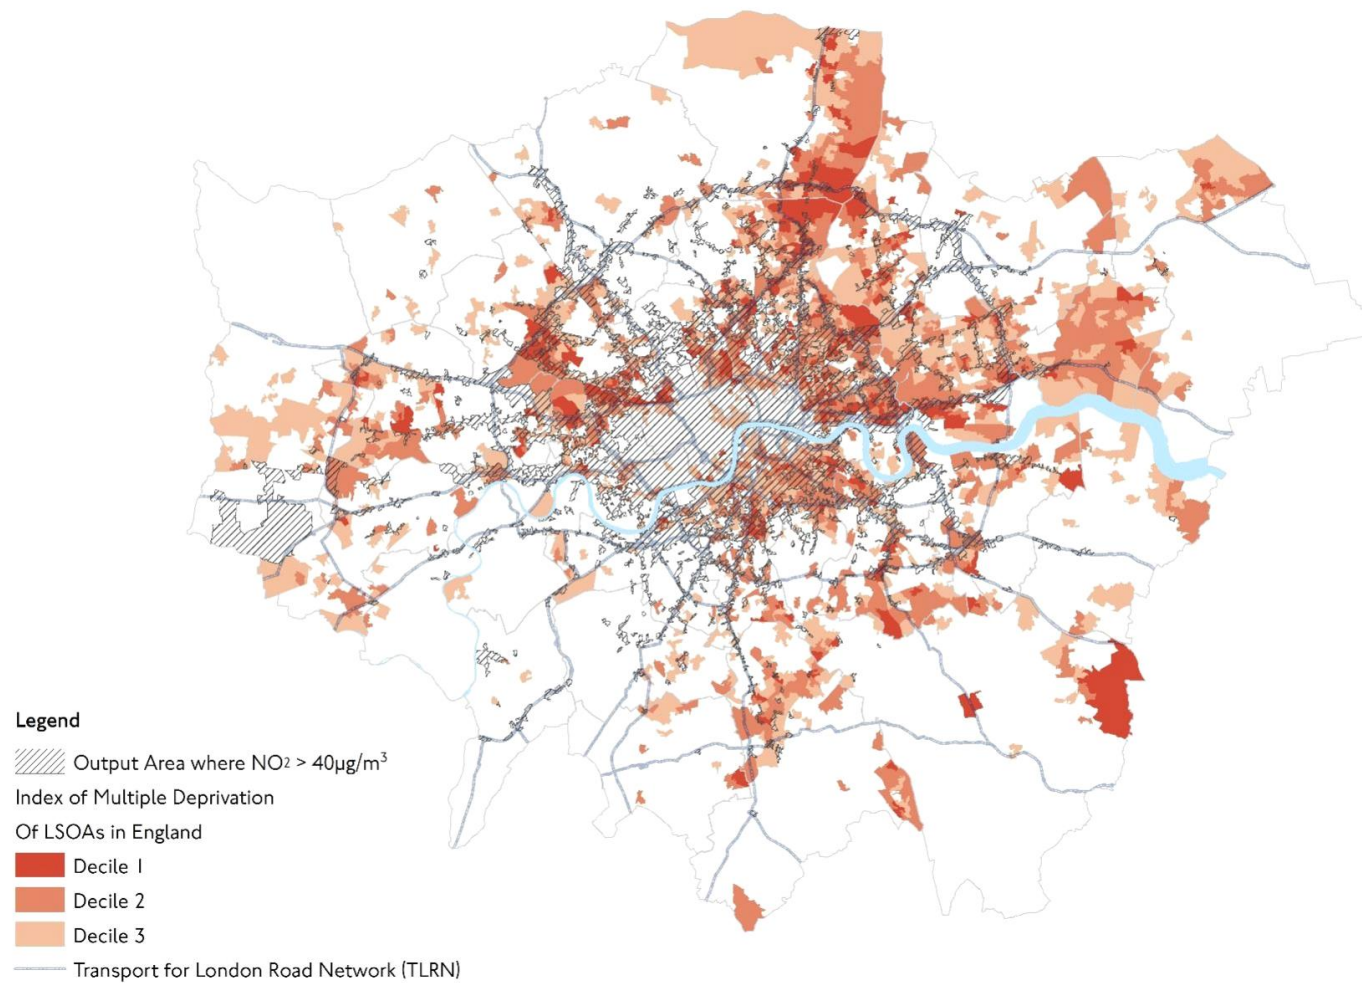 Legend
Output Area where NO2 > 40µg/m³
Index of Multiple Deprivation
Of LSOAs in England
Decile 1
Decile 2
Decile 3
Transport for London Road Network (TLRN)